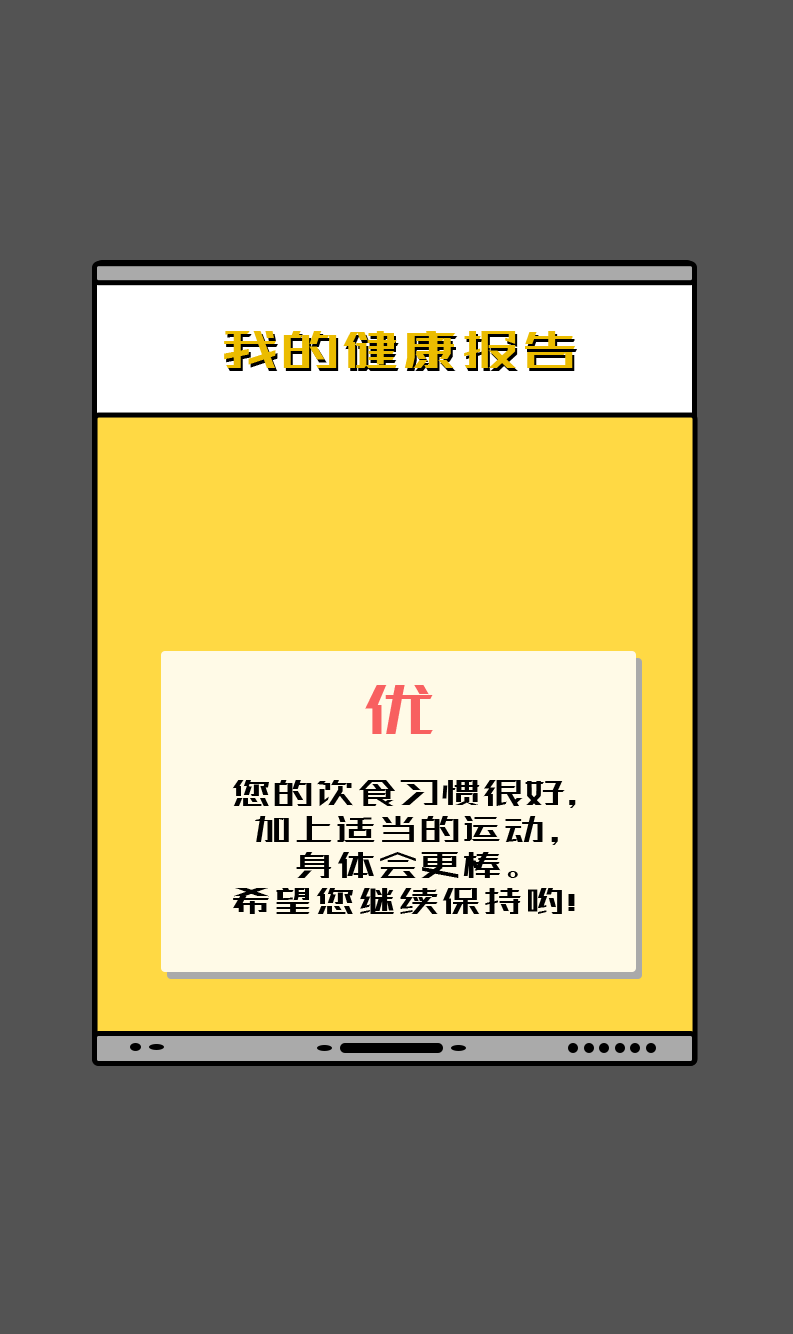 我的健康报告
优
您的饮食习惯很好,
加上适当的运动,
身体会更棒。
希望您继续保持哟!